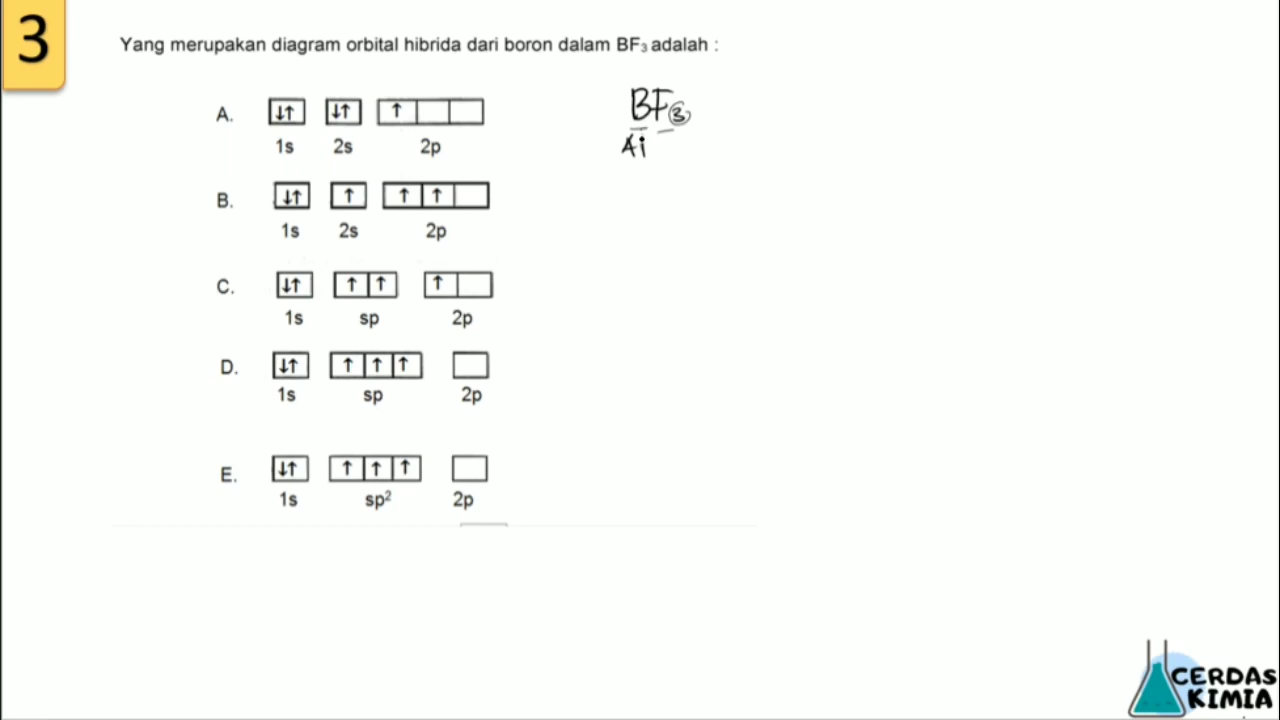 3
Yang merupakan diagram orbital hibrida dari boron dalam BF₃ adalah :
BF③
Ai
A. ↓↑ ↓↑ ↑
1s 2s 2p
B. ↓↑ ↑ ↑ ↑
1s 2s 2p
C. ↓↑ ↑ ↑ ↑
1s sp 2p
D. ↓↑ ↑ ↑ ↑
1s sp 2p
E. ↓↑ ↑ ↑ ↑
1s sp² 2p
CERDAS
KIMIA